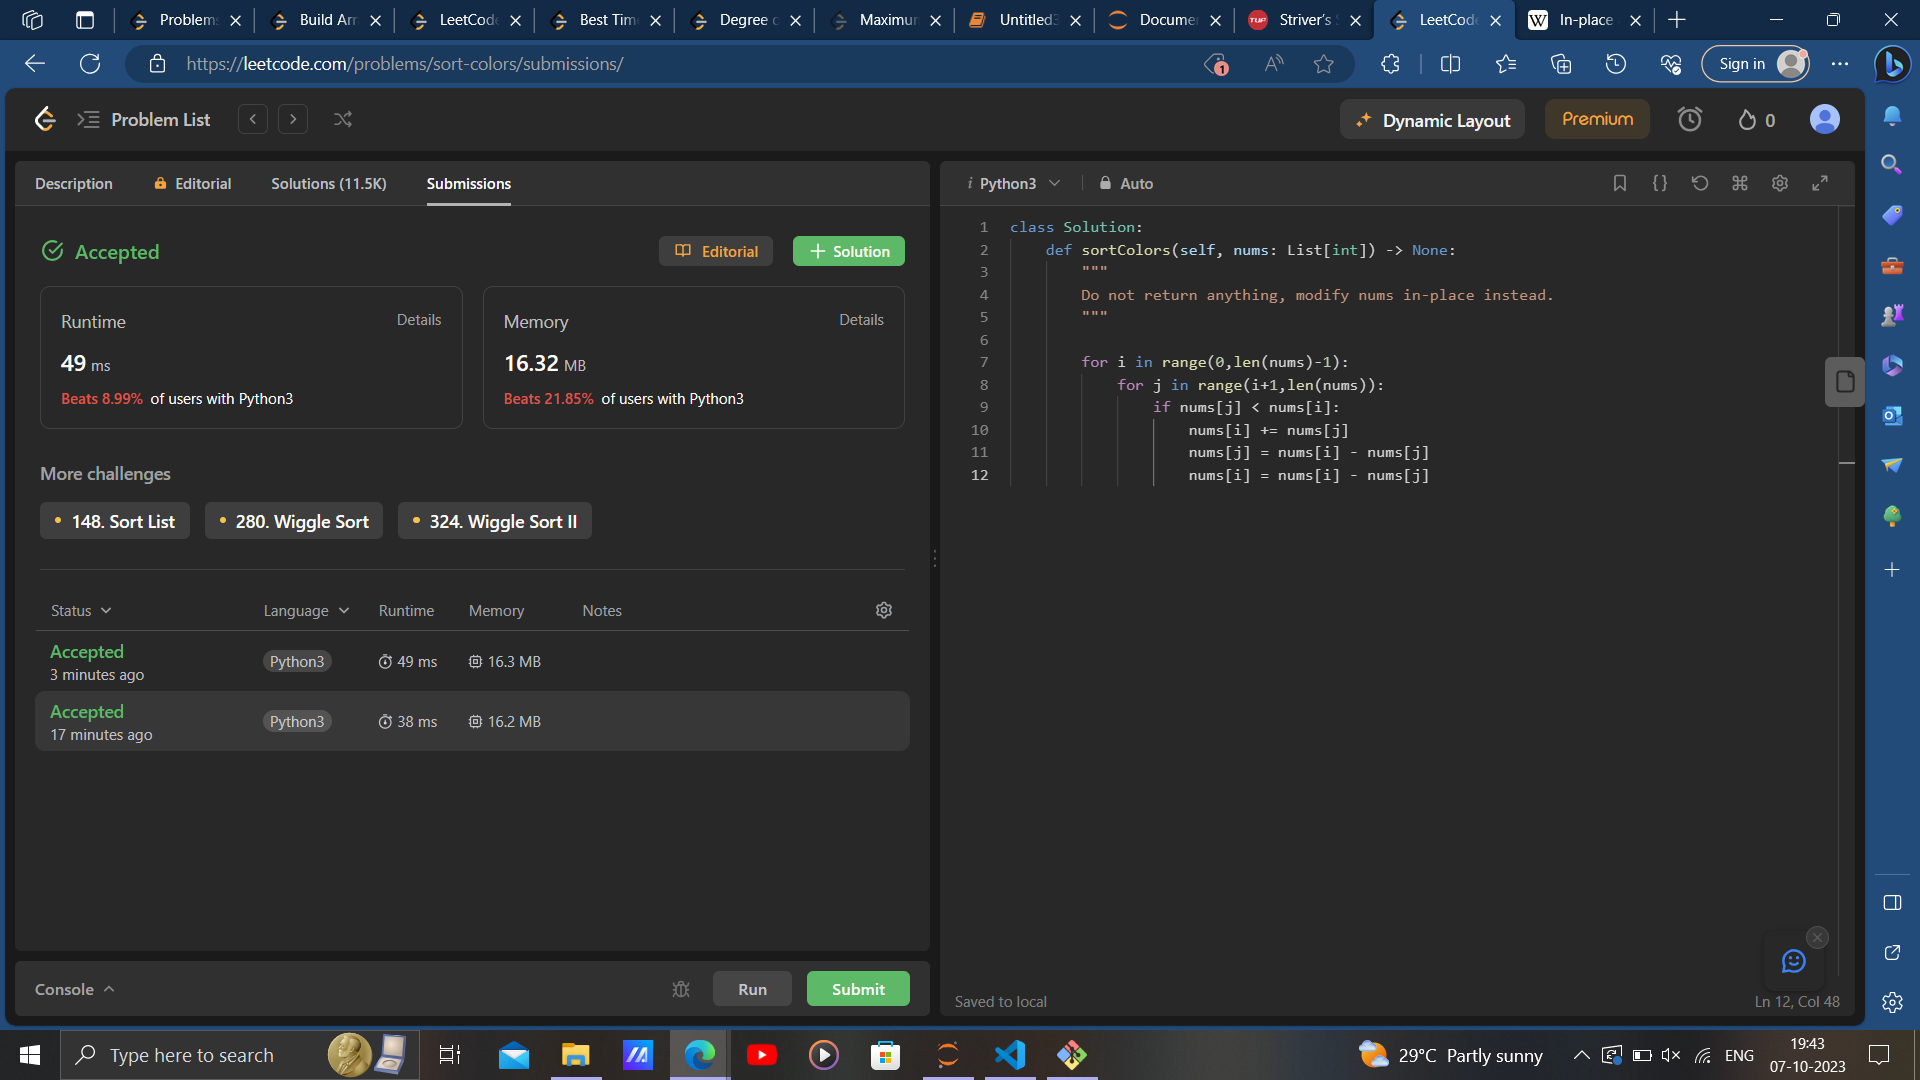 Problems
Build Arr
LeetCode
Best Time
Degree o
Maximum
Untitled3
Documen
Striver's S
LeetCode
In-place
https://leetcode.com/problems/sort-colors/submissions/
1
Sign in
Problem List
Dynamic Layout
Premium
0
Description
Editorial
Solutions (11.5K)
Submissions
Accepted
Editorial
Solution
Runtime
Details
49 ms
Beats 8.99% of users with Python3
Memory
Details
16.32 MB
Beats 21.85% of users with Python3
More challenges
148. Sort List
280. Wiggle Sort
324. Wiggle Sort II
Status
Language
Runtime
Memory
Notes
Accepted
3 minutes ago
Python3
49 ms
16.3 MB
Accepted
17 minutes ago
Python3
38 ms
16.2 MB
Console
Run
Submit
i Python3
Auto
{}
1 class Solution:
2 def sortColors(self, nums: List[int]) -> None:
3 """
4 Do not return anything, modify nums in-place instead.
5 """
6
7 for i in range(0,len(nums)-1):
8 for j in range(i+1,len(nums)):
9 if nums[j] < nums[i]:
10 nums[i] += nums[j]
11 nums[j] = nums[i] - nums[j]
12 nums[i] = nums[i] - nums[j]
Saved to local
Ln 12, Col 48
Type here to search
29°C Partly sunny
ENG
19:43
07-10-2023